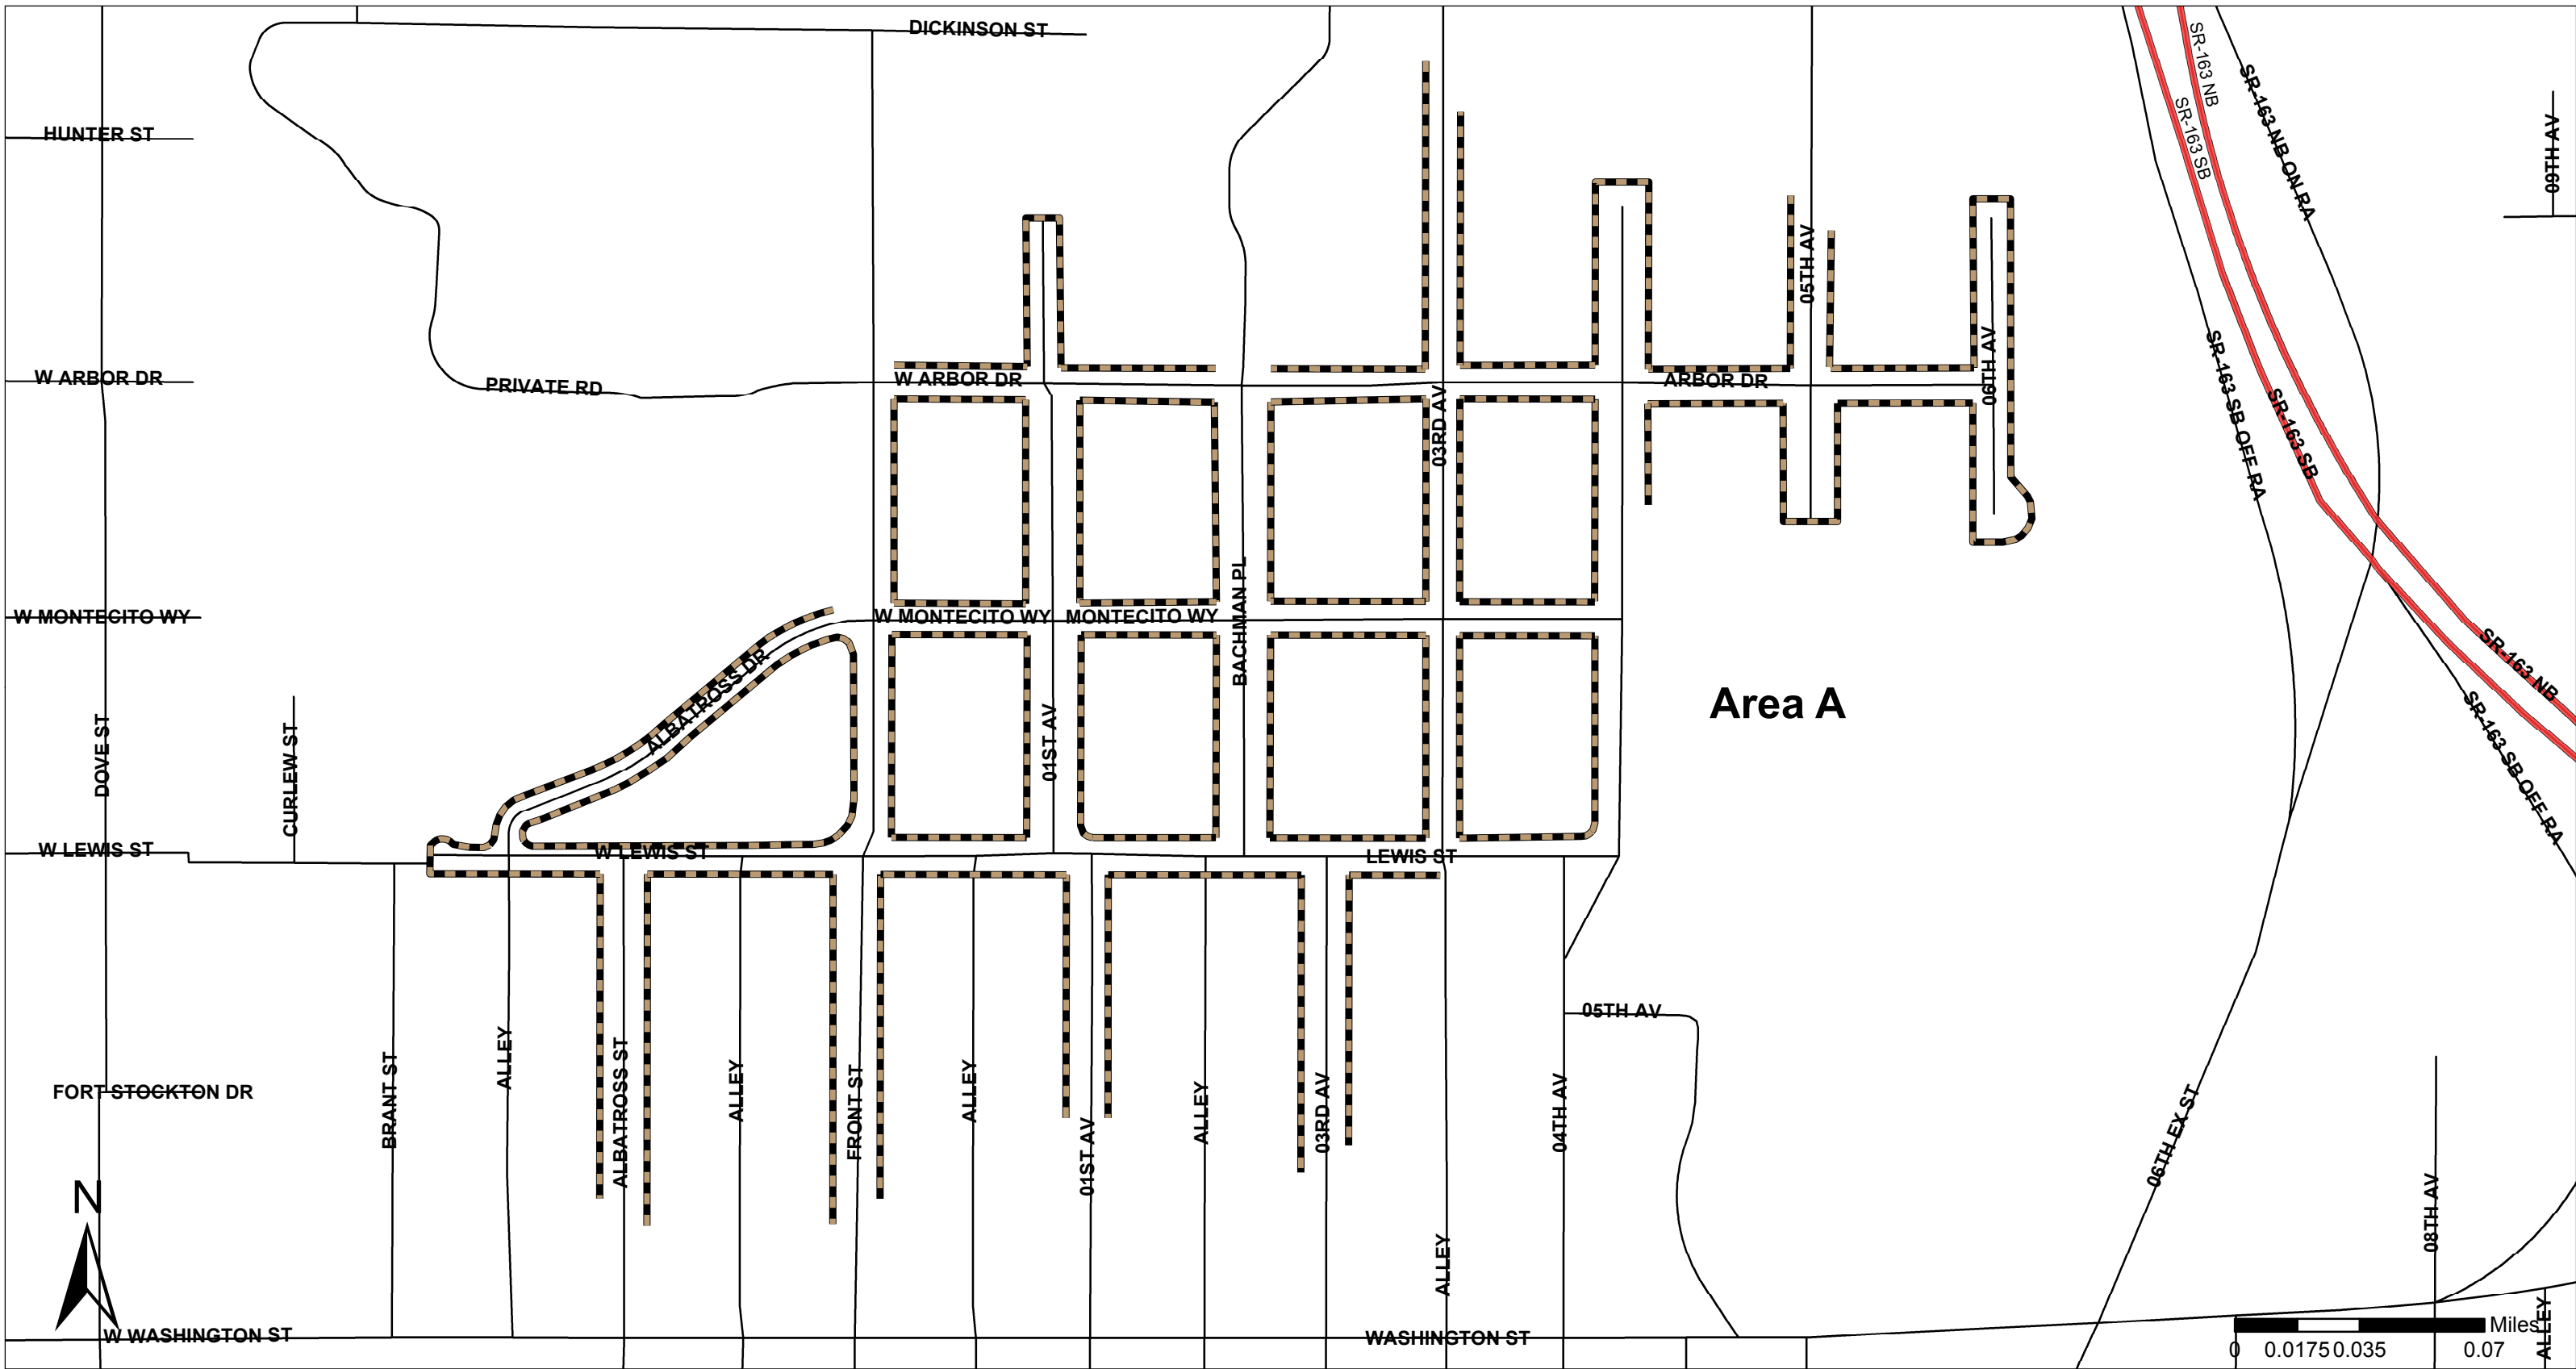 DICKINSON ST
SR-163 NB
SR-163 SB
SR-163 NB ON RA
09TH AV
HUNTER ST
05TH AV
W ARBOR DR
PRIVATE RD
W ARBOR DR
03RD AV
ARBOR DR
06TH AV
SR-163 SB OFF RA
SR-163 SB
W MONTECITO WY
W MONTECITO WY
MONTECITO WY
BACHMAN PL
ALBATROSS DR
SR-163 NB
SR-163 SB OFF RA
Area A
DOVE ST
CURLEW ST
01ST AV
W LEWIS ST
W LEWIS ST
LEWIS ST
05TH AV
FORT STOCKTON DR
BRANT ST
ALLEY
ALBATROSS ST
ALLEY
FRONT ST
ALLEY
01ST AV
ALLEY
03RD AV
ALLEY
04TH AV
06TH EX ST
08TH AV
N
W WASHINGTON ST
WASHINGTON ST
ALLEY
Miles
0 0.0175 0.035 0.07